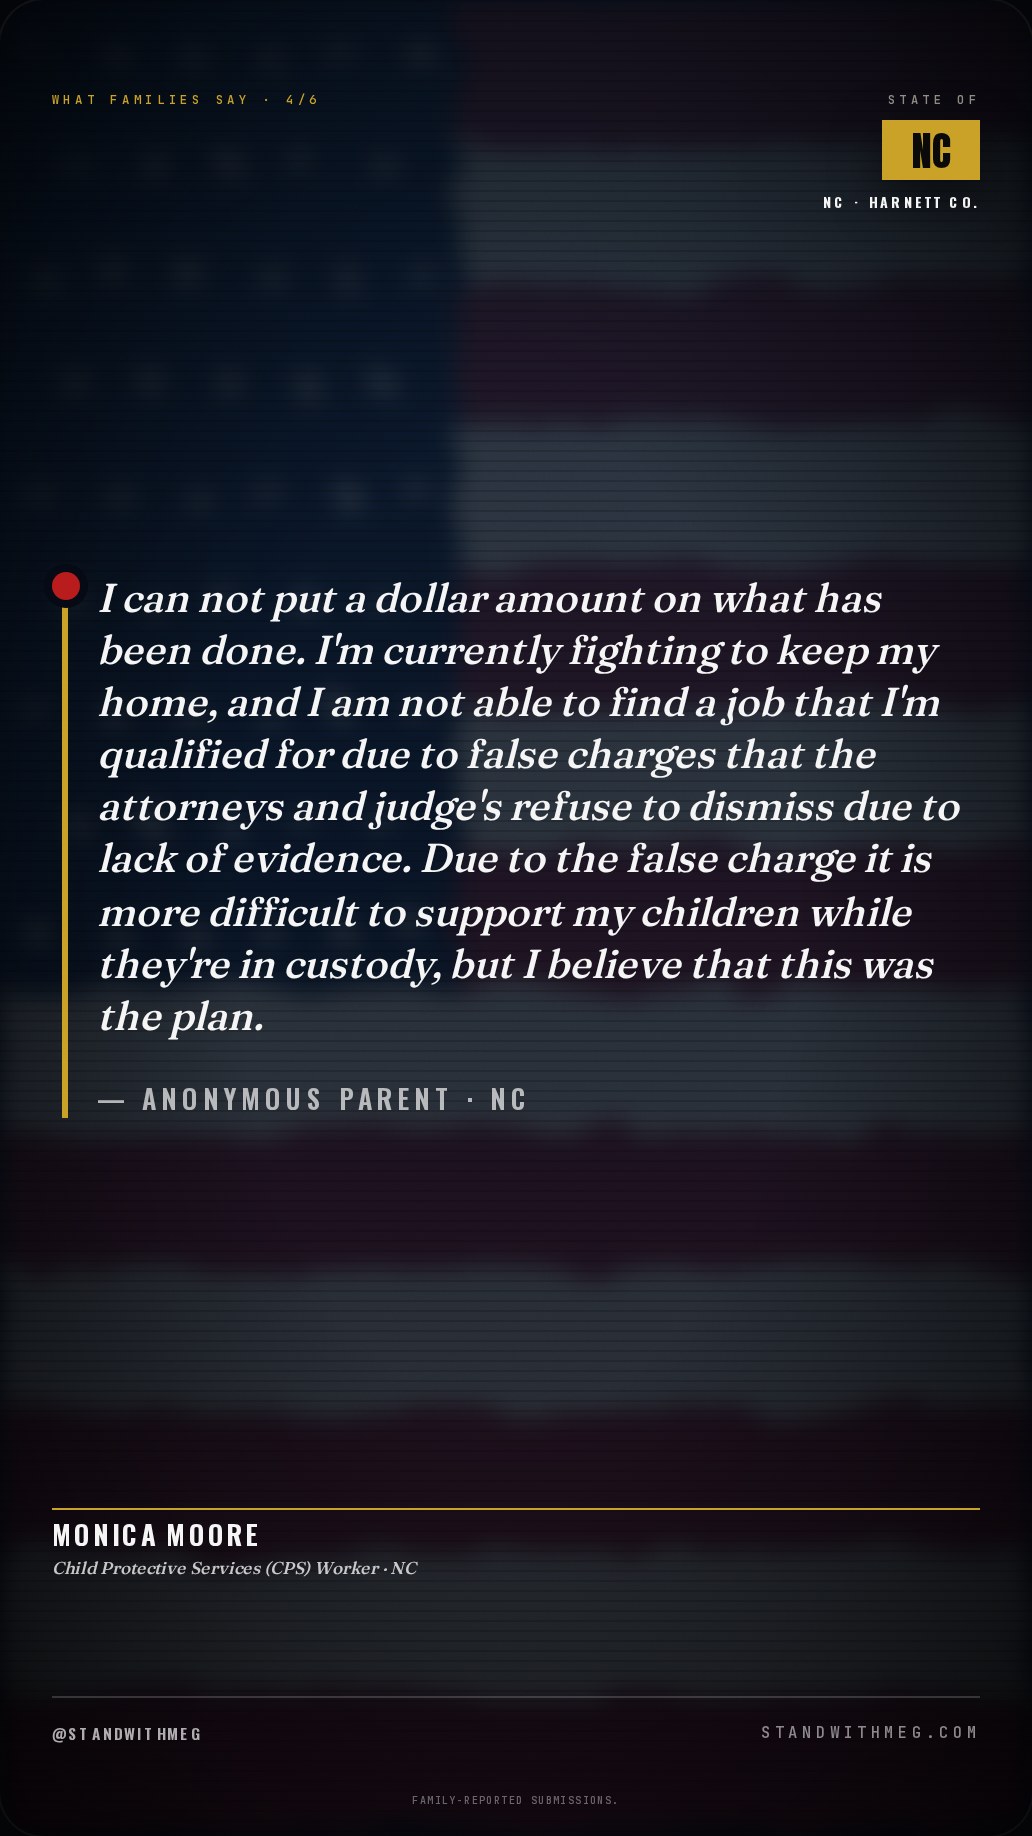 WHAT FAMILIES SAY · 4/6
STATE OF
NC
NC · HARNETT CO.
I can not put a dollar amount on what has
been done. I'm currently fighting to keep my
home, and I am not able to find a job that I'm
qualified for due to false charges that the
attorneys and judge's refuse to dismiss due to
lack of evidence. Due to the false charge it is
more difficult to support my children while
they're in custody, but I believe that this was
the plan.
— ANONYMOUS PARENT · NC
MONICA MOORE
Child Protective Services (CPS) Worker · NC
@STANDWITHMEG
STANDWITHMEG.COM
FAMILY-REPORTED SUBMISSIONS.